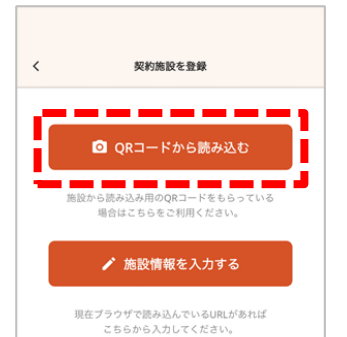 契約施設を登録
QRコードから読み込む
施設から読み込み用のQRコードをもらっている
場合はこちらをご利用ください。
施設情報を入力する
現在ブラウザで読み込んでいるURLがあれば
こちらから入力してください。